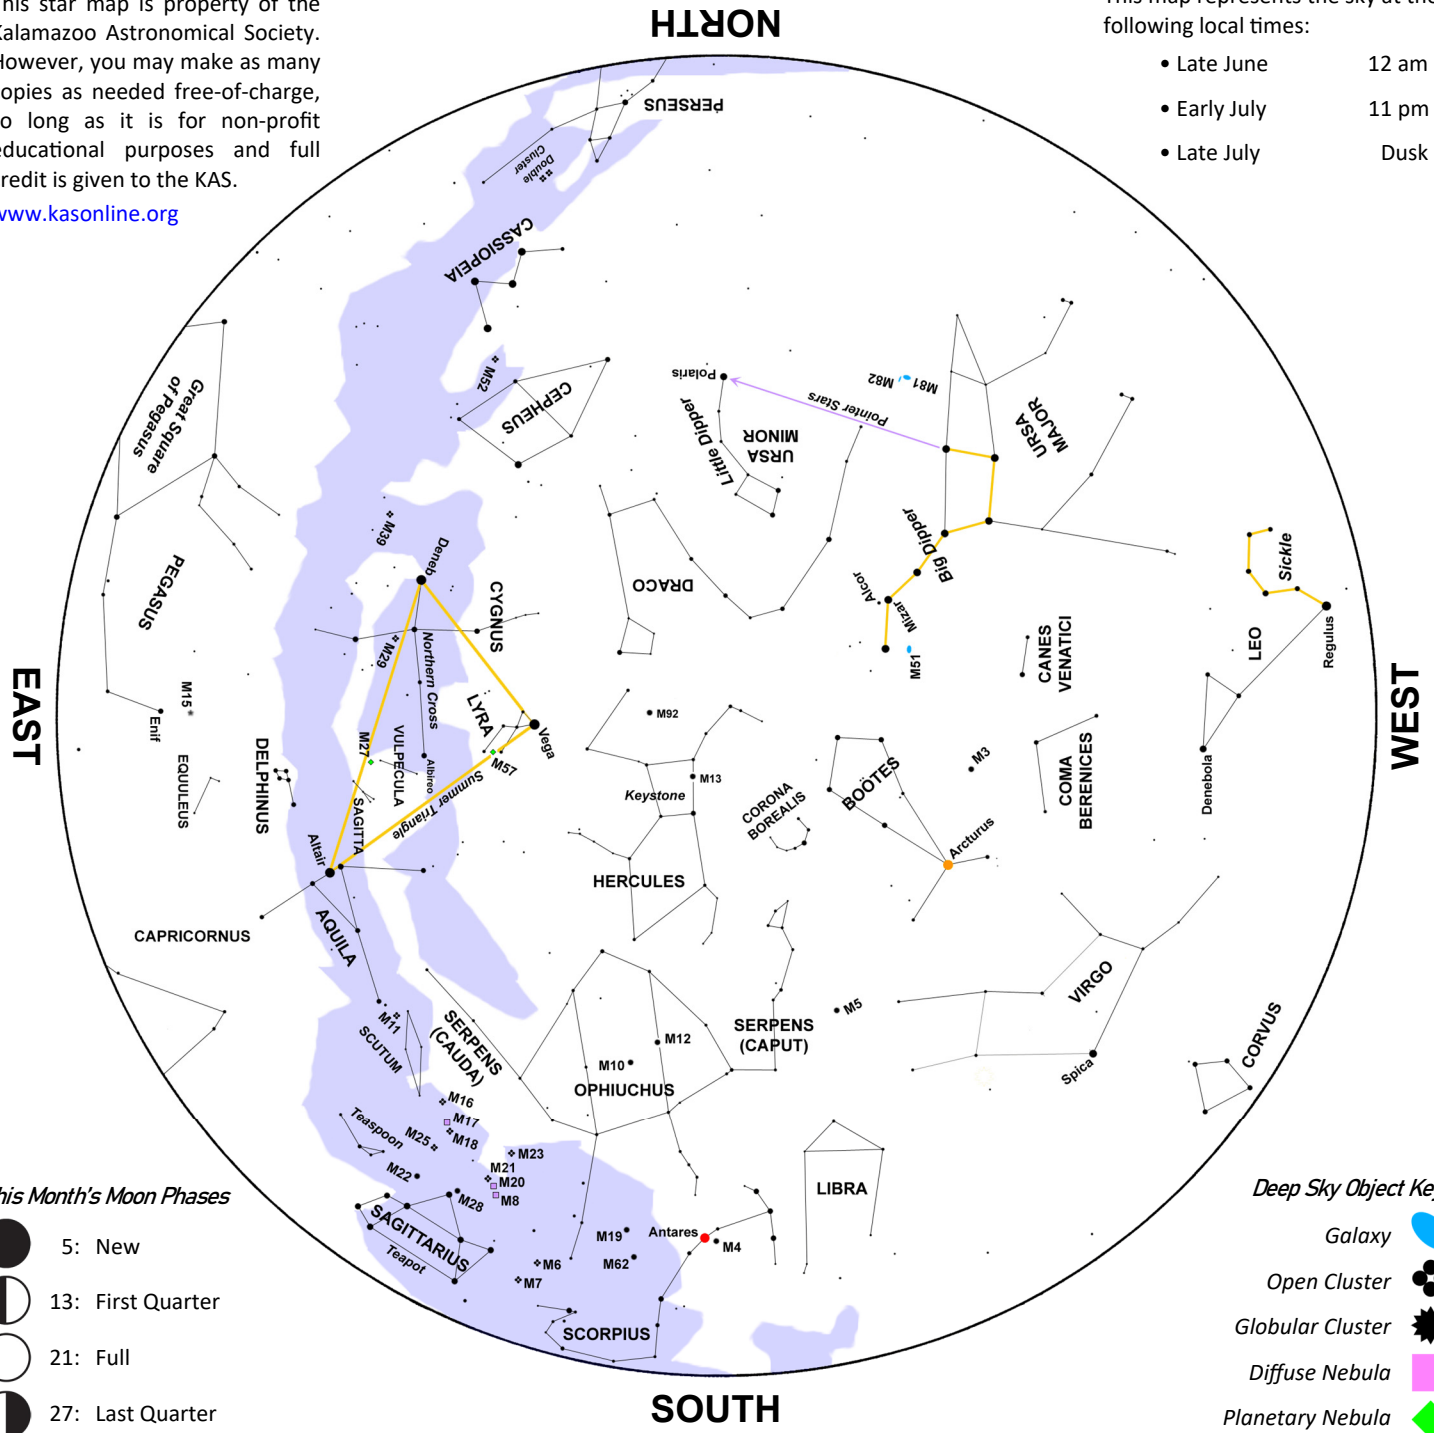 his star map is property of the
Kalamazoo Astronomical Society.
However, you may make as many
opies as needed free-of-charge,
o long as it is for non-profit
educational purposes and full
redit is given to the KAS.
www.kasonline.org
This map represents the sky at the
following local times:
• Late June 12 am
• Early July 11 pm
• Late July Dusk
NORTH
PERSEUS
Double
Cluster
CASSIOPEIA
M52
CEPHEUS
Polaris
Little Dipper
URSA
MINOR
Pointer Stars
M82
M81
URSA
MAJOR
Great Square
of Pegasus
M39
Deneb
CYGNUS
DRACO
Big Dipper
Alcor
Mizar
M51
Sickle
CANES
VENATICI
LEO
Regulus
PEGASUS
M29
Northern Cross
EAST
M15
Enif
LYRA
Vega
M92
M57
M27
VULPECULA
Albireo
Summer Triangle
SAGITTA
DELPHINUS
EQUULEUS
M13
Keystone
CORONA
BOREALIS
BOÖTES
M3
COMA
BERENICES
Denebola
WEST
Altair
Arcturus
HERCULES
AQUILA
CAPRICORNUS
VIRGO
M5
M11
SCUTUM
SERPENS
(CAUDA)
SERPENS
(CAPUT)
M12
M10
OPHIUCHUS
Spica
CORVUS
M16
M17
M18
Teaspoon
M25
M23
M21
M20
M8
M22
M28
LIBRA
SAGITTARIUS
Teapot
M19
Antares
M4
M62
M6
M7
SCORPIUS
SOUTH
his Month's Moon Phases
5: New
13: First Quarter
21: Full
27: Last Quarter
Deep Sky Object Key
Galaxy
Open Cluster
Globular Cluster
Diffuse Nebula
Planetary Nebula